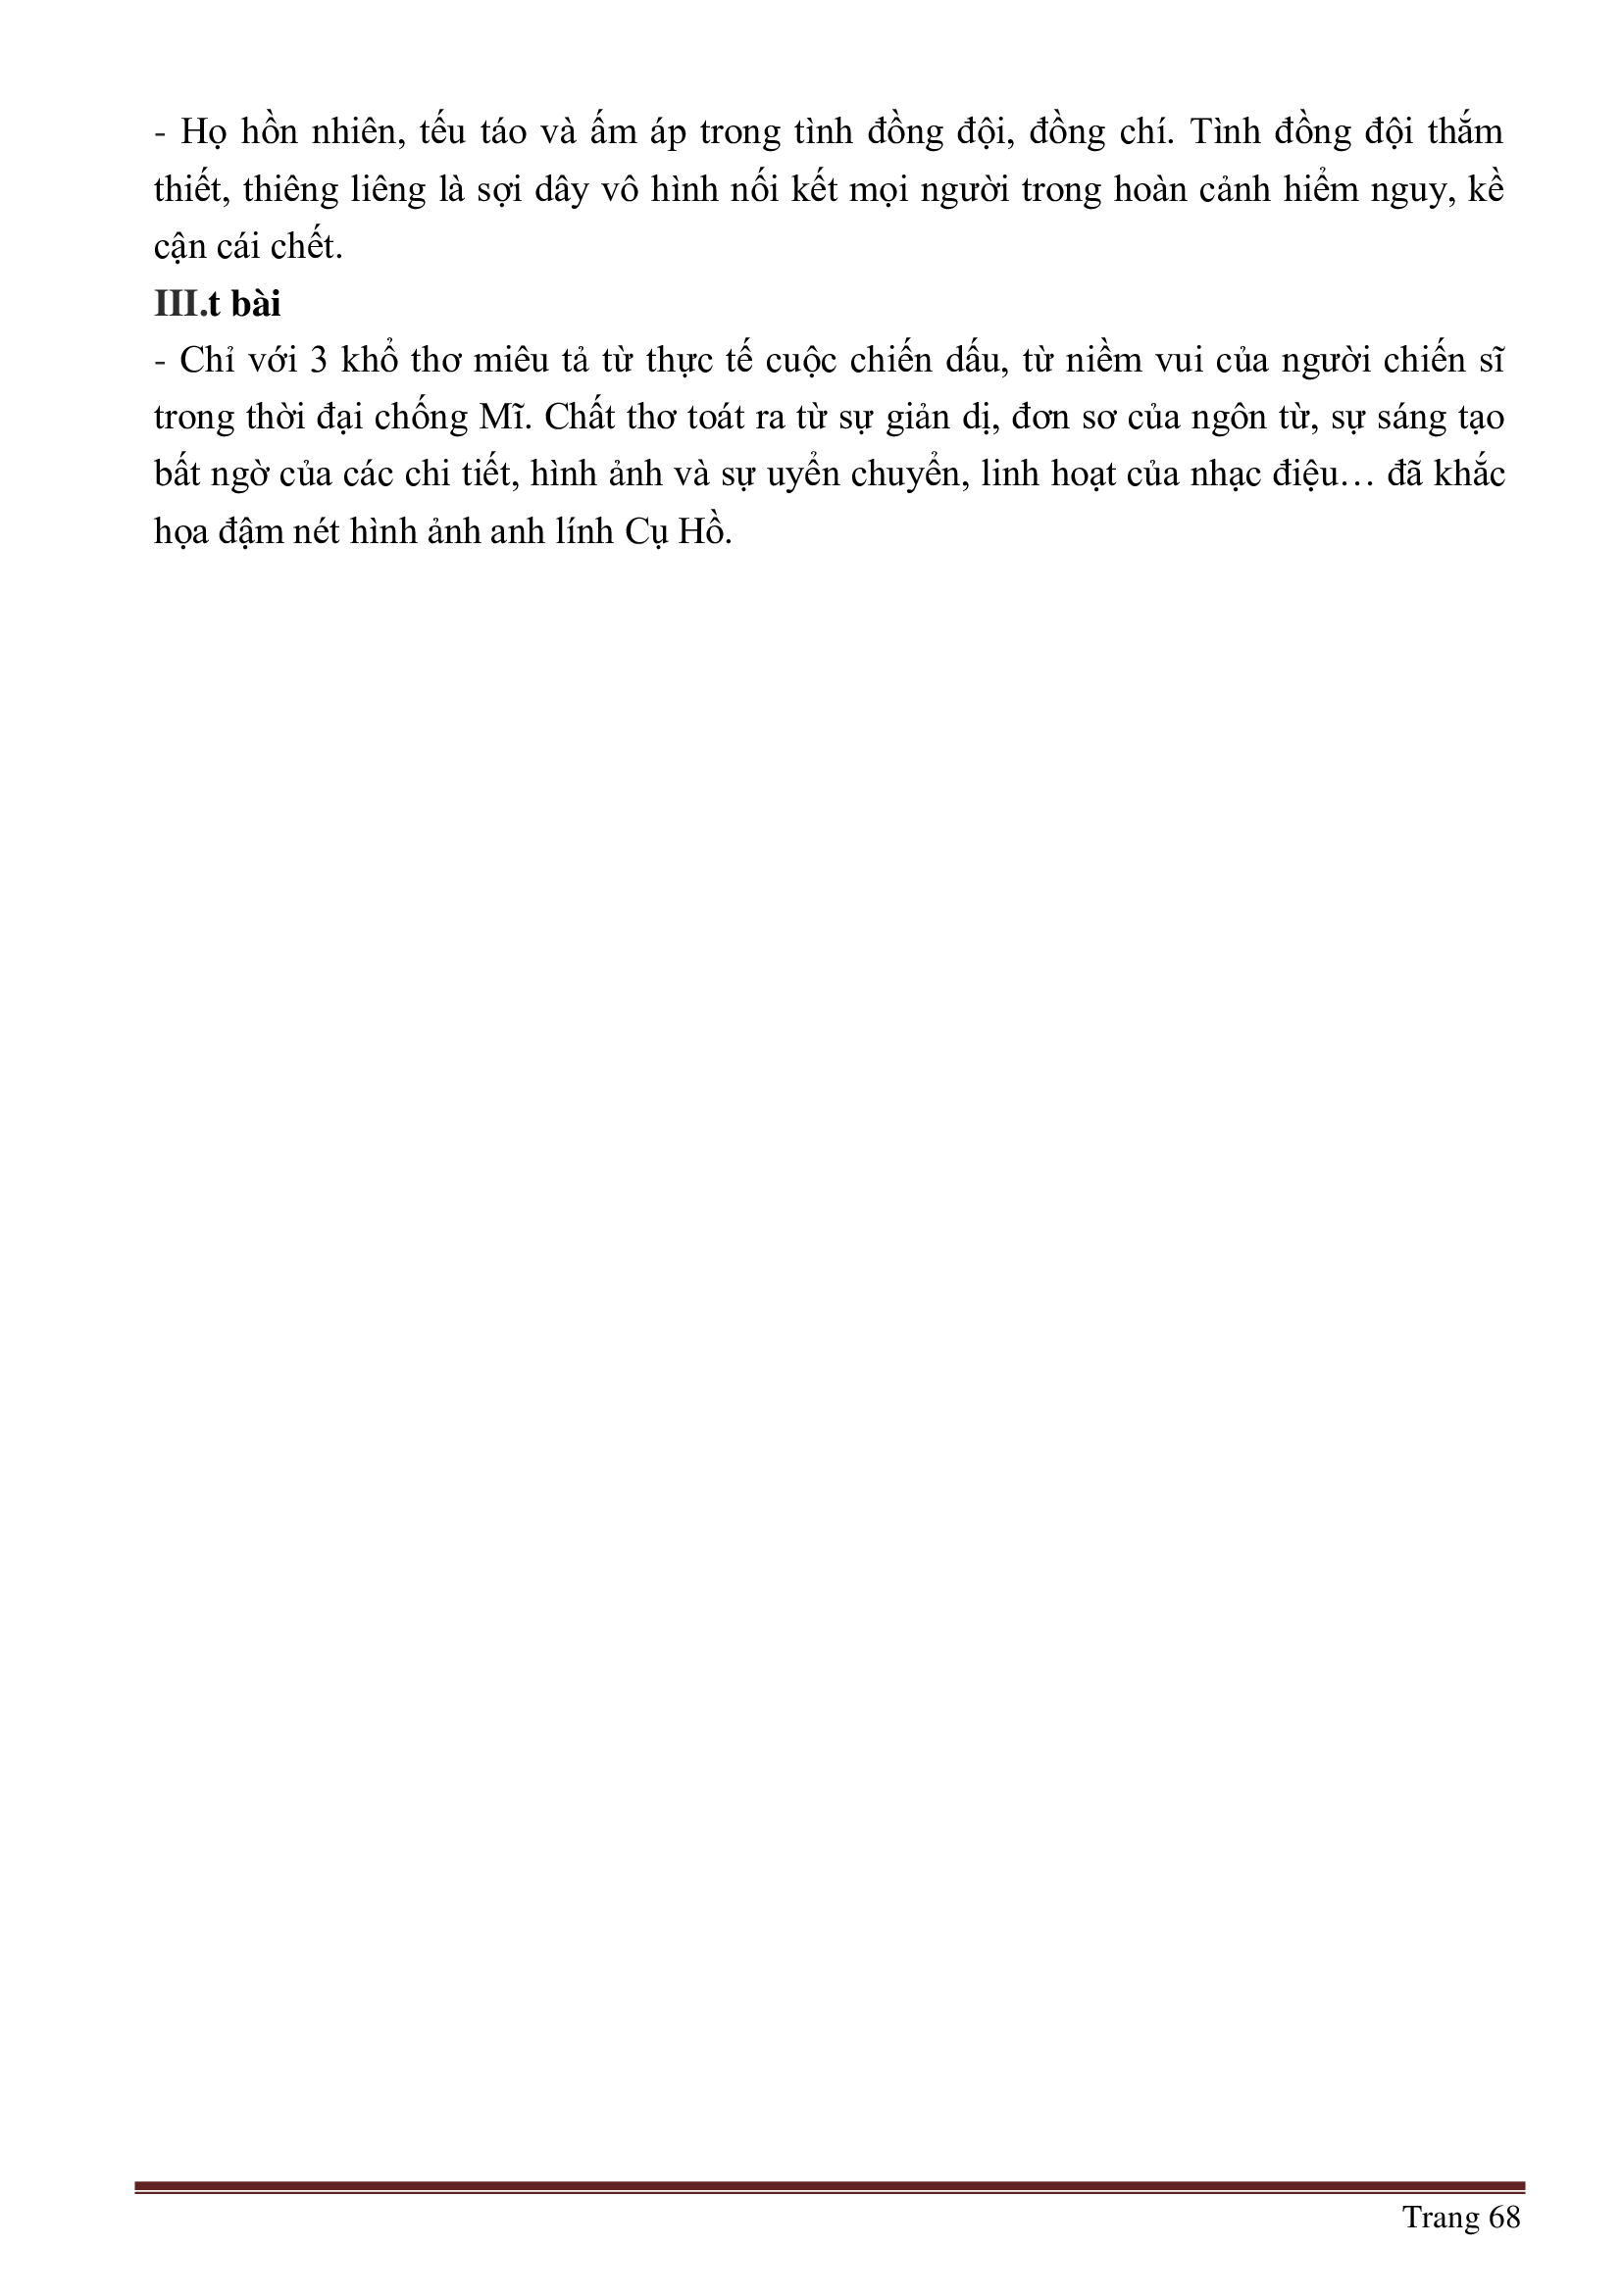 - Họ hồn nhiên, tếu táo và ấm áp trong tình đồng đội, đồng chí. Tình đồng đội thắm
thiết, thiêng liêng là sợi dây vô hình nối kết mọi người trong hoàn cảnh hiểm nguy, kề
cận cái chết.
III.t bài
- Chỉ với 3 khổ thơ miêu tả từ thực tế cuộc chiến dấu, từ niềm vui của người chiến sĩ
trong thời đại chống Mĩ. Chất thơ toát ra từ sự giản dị, đơn sơ của ngôn từ, sự sáng tạo
bất ngờ của các chi tiết, hình ảnh và sự uyển chuyển, linh hoạt của nhạc điệu… đã khắc
họa đậm nét hình ảnh anh lính Cụ Hồ.
Trang 68